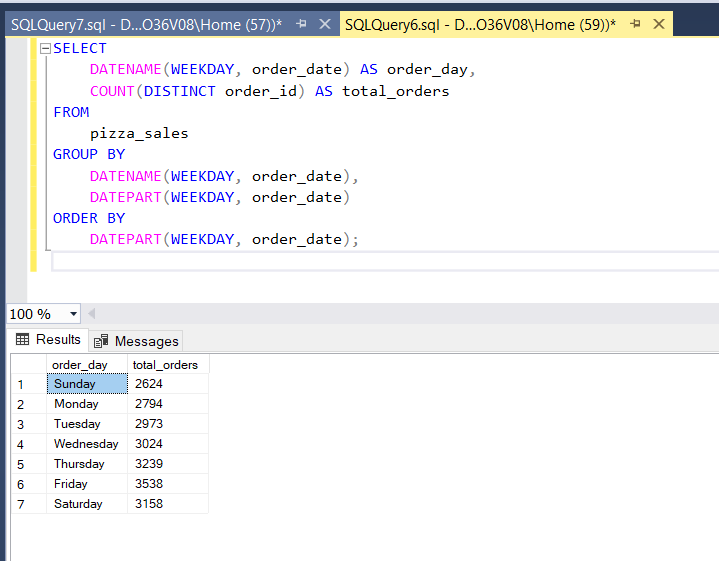 SQLQuery7.sql - D...O36V08\Home (57))* SQLQuery6.sql - D...O36V08\Home (59))*
SELECT
DATENAME(WEEKDAY, order_date) AS order_day,
COUNT(DISTINCT order_id) AS total_orders
FROM
pizza_sales
GROUP BY
DATENAME(WEEKDAY, order_date),
DATEPART(WEEKDAY, order_date)
ORDER BY
DATEPART(WEEKDAY, order_date);
100 %
Results Messages
order_day total_orders
1 Sunday 2624
2 Monday 2794
3 Tuesday 2973
4 Wednesday 3024
5 Thursday 3239
6 Friday 3538
7 Saturday 3158